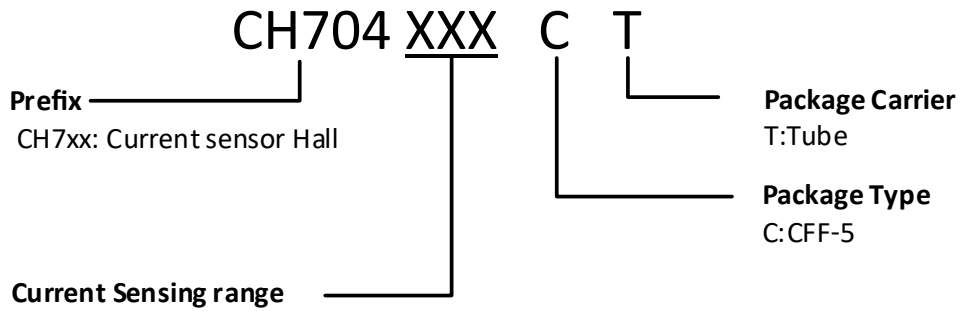 CH704 XXX C T
Prefix
CH7xx: Current sensor Hall
Package Carrier
T:Tube
Package Type
C:CFF-5
Current Sensing range